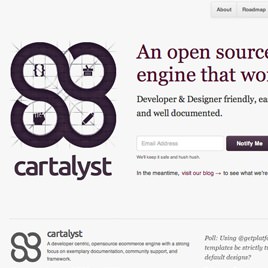 About Roadmap
An open source
engine that wo
Developer & Designer friendly, ea
and well documented.
Email Address Notify Me
We'll keep it safe and hush hush.
In the meantime, visit our blog → to see what we're
cartalyst
cartalyst
A developer centric, opensource ecommerce engine with a strong
focus on exemplary documentation, community support, and
framework.
Poll: Using @getplatf
templates be strictly t
default designs?